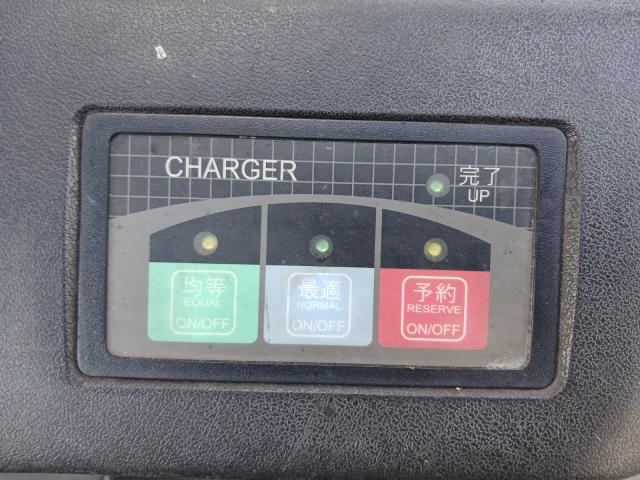 CHARGER
完了
UP
均等
EQUAL
ON/OFF
最適
NORMAL
ON/OFF
予約
RESERVE
ON/OFF